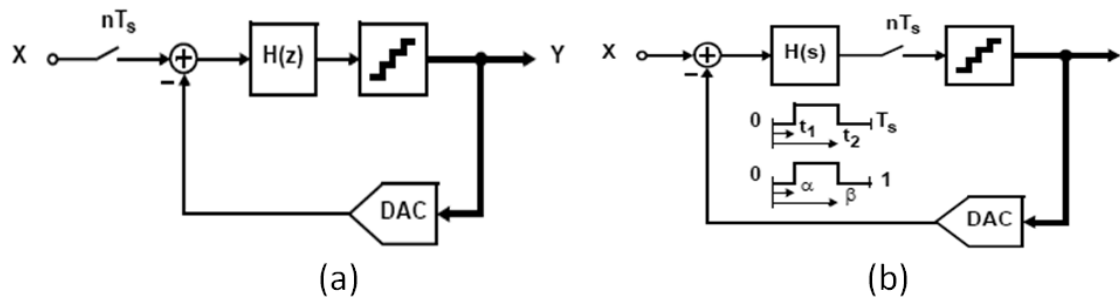 nTs
X
H(z)
Y
DAC
(a)
nTs
X
H(s)
0 t1 t2 Ts
0 α β 1
DAC
(b)